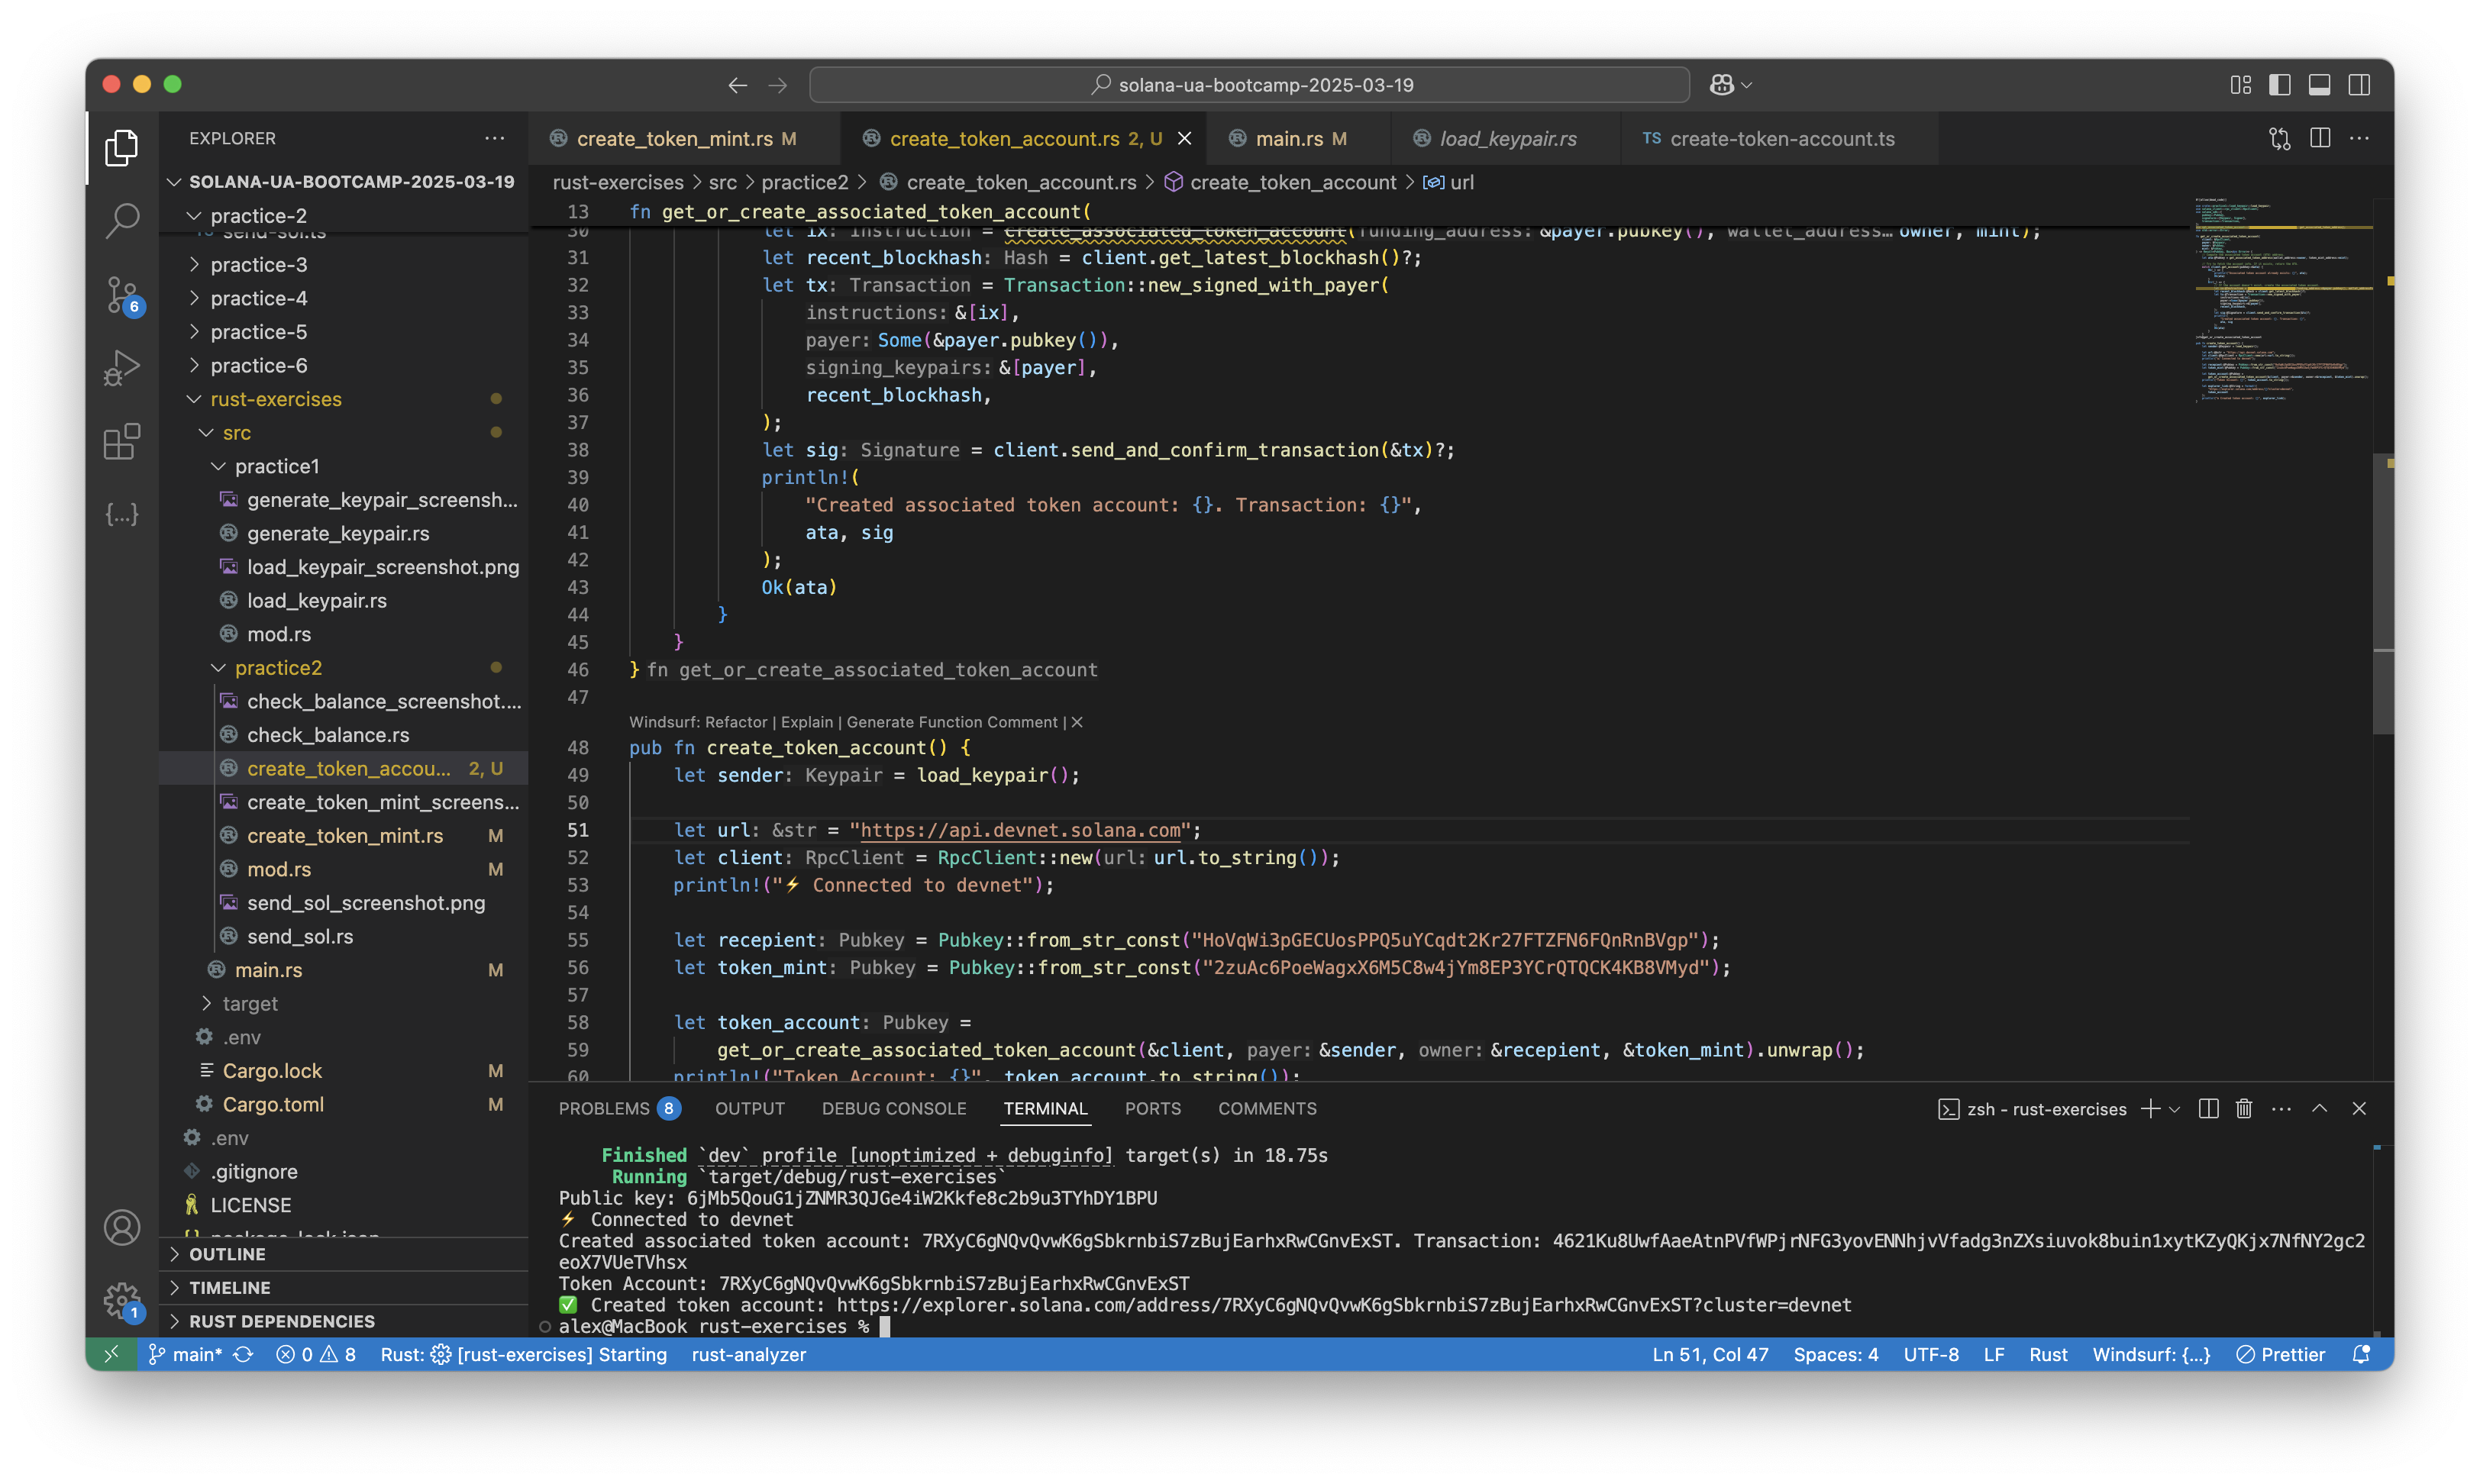 solana-ua-bootcamp-2025-03-19
EXPLORER
SOLANA-UA-BOOTCAMP-2025-03-19
practice-2
send-sol.ts
practice-3
practice-4
practice-5
practice-6
rust-exercises
src
practice1
generate_keypair_screensh...
generate_keypair.rs
load_keypair_screenshot.png
load_keypair.rs
mod.rs
practice2
check_balance_screenshot....
check_balance.rs
create_token_accou... 2, U
create_token_mint_screens...
create_token_mint.rs M
mod.rs M
send_sol_screenshot.png
send_sol.rs
main.rs M
target
.env
Cargo.lock M
Cargo.toml M
.env
.gitignore
LICENSE
package-lock.json
OUTLINE
TIMELINE
RUST DEPENDENCIES
6
1
create_token_mint.rs M
create_token_account.rs 2, U
main.rs M
load_keypair.rs
TS create-token-account.ts
rust-exercises > src > practice2 > create_token_account.rs > create_token_account > url
13 fn get_or_create_associated_token_account(
30 let ix: Instruction = create_associated_token_account(funding_address: &payer.pubkey(), wallet_address… owner, mint);
31 let recent_blockhash: Hash = client.get_latest_blockhash()?;
32 let tx: Transaction = Transaction::new_signed_with_payer(
33 instructions: &[ix],
34 payer: Some(&payer.pubkey()),
35 signing_keypairs: &[payer],
36 recent_blockhash,
37 );
38 let sig: Signature = client.send_and_confirm_transaction(&tx)?;
39 println!(
40 "Created associated token account: {}. Transaction: {}",
41 ata, sig
42 );
43 Ok(ata)
44 }
45 }
46 } fn get_or_create_associated_token_account
47
Windsurf: Refactor | Explain | Generate Function Comment | ×
48 pub fn create_token_account() {
49 let sender: Keypair = load_keypair();
50
51 let url: &str = "https://api.devnet.solana.com";
52 let client: RpcClient = RpcClient::new(url: url.to_string());
53 println!("⚡ Connected to devnet");
54
55 let recepient: Pubkey = Pubkey::from_str_const("HoVqWi3pGECUosPPQ5uYCqdt2Kr27FTZFN6FQnRnBVgp");
56 let token_mint: Pubkey = Pubkey::from_str_const("2zuAc6PoeWagxX6M5C8w4jYm8EP3YCrQTQCK4KB8VMyd");
57
58 let token_account: Pubkey =
59 get_or_create_associated_token_account(&client, payer: &sender, owner: &recepient, &token_mint).unwrap();
60 println!("Token Account: {}", token_account.to_string());
PROBLEMS 8 OUTPUT DEBUG CONSOLE TERMINAL PORTS COMMENTS
zsh - rust-exercises
Finished `dev` profile [unoptimized + debuginfo] target(s) in 18.75s
Running `target/debug/rust-exercises`
Public key: 6jMb5QouG1jZNMR3QJGe4iW2Kkfe8c2b9u3TYhDY1BPU
⚡ Connected to devnet
Created associated token account: 7RXyC6gNQvQvwK6gSbkrnbiS7zBujEarhxRwCGnvExST. Transaction: 4621Ku8UwfAaeAtnPVfWPjrNFG3yovENNhjvVfadg3nZXsiuvok8buin1xytKZyQKjx7NfNY2gc2
eoX7VUeTVhsx
Token Account: 7RXyC6gNQvQvwK6gSbkrnbiS7zBujEarhxRwCGnvExST
✅ Created token account: https://explorer.solana.com/address/7RXyC6gNQvQvwK6gSbkrnbiS7zBujEarhxRwCGnvExST?cluster=devnet
alex@MacBook rust-exercises %
main* 0 8 Rust: [rust-exercises] Starting rust-analyzer Ln 51, Col 47 Spaces: 4 UTF-8 LF Rust Windsurf: {...} Prettier